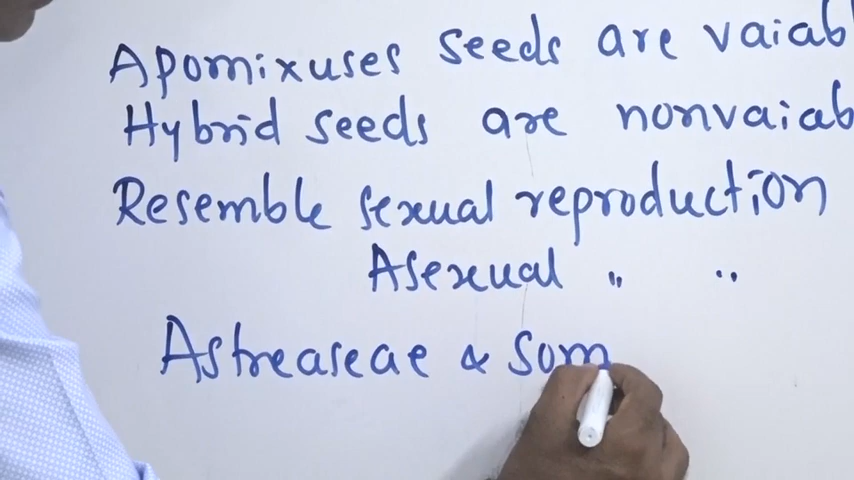 Apomixuses seeds are vaiab
Hybrid seeds are nonvaiab
Resemble sexual reproduction
Asexual " "
Astreaseae & Som